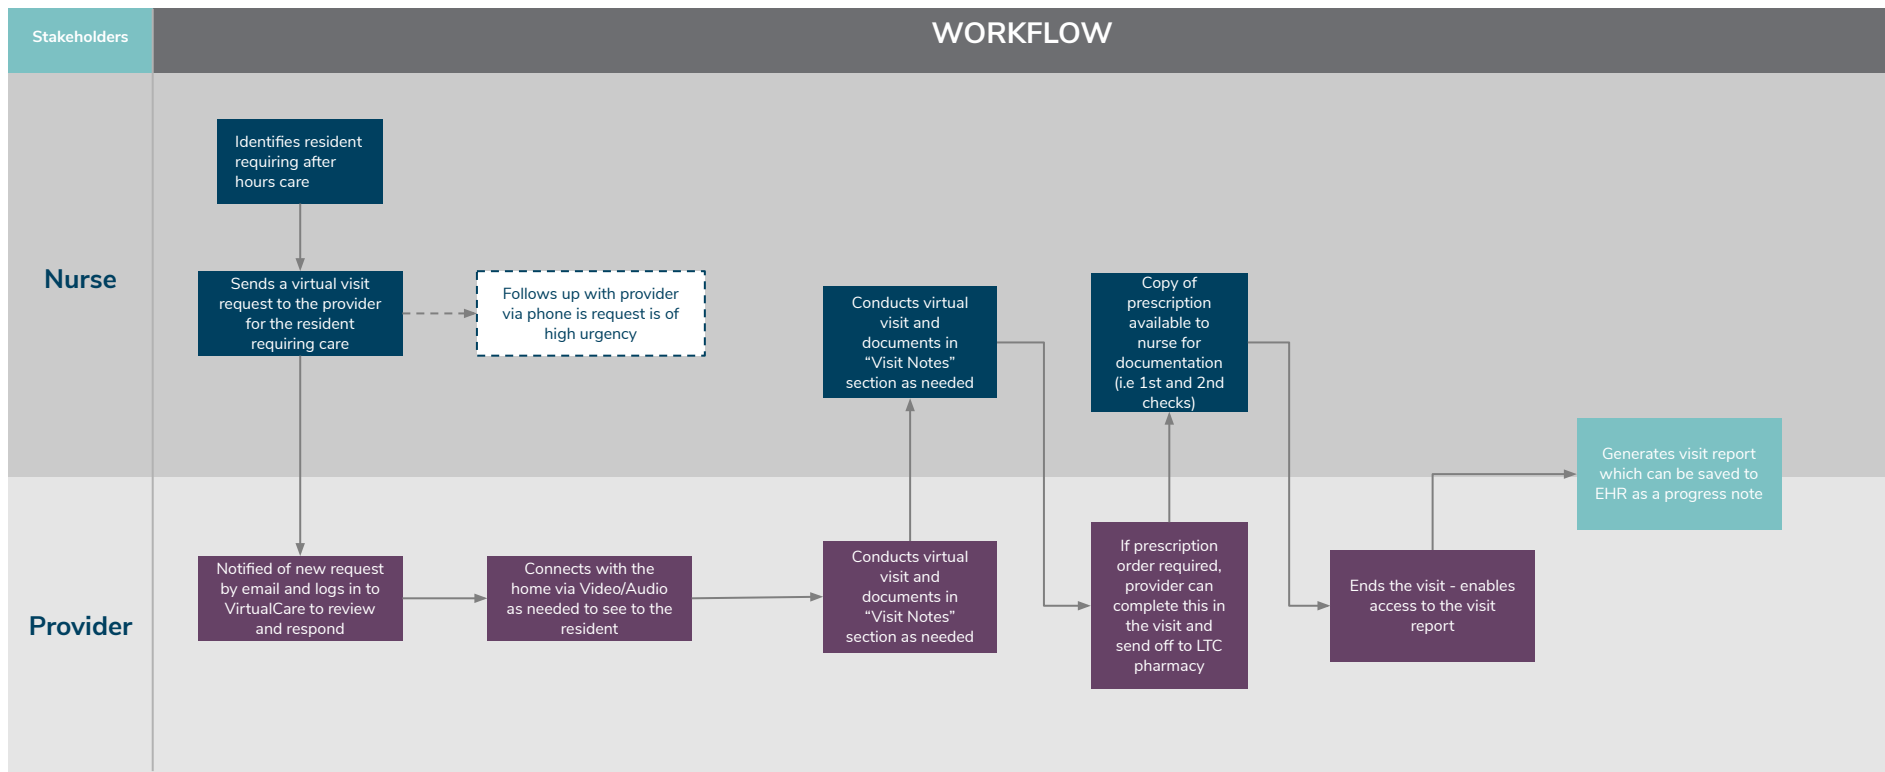 Stakeholders
WORKFLOW
Nurse
Identifies resident
requiring after
hours care
Sends a virtual visit
request to the provider
for the resident
requiring care
Follows up with provider
via phone is request is of
high urgency
Conducts virtual
visit and
documents in
“Visit Notes”
section as needed
Copy of
prescription
available to
nurse for
documentation
(i.e 1st and 2nd
checks)
Generates visit report
which can be saved to
EHR as a progress note
Provider
Notified of new request
by email and logs in to
VirtualCare to review
and respond
Connects with the
home via Video/Audio
as needed to see to the
resident
Conducts virtual
visit and
documents in
“Visit Notes”
section as needed
If prescription
order required,
provider can
complete this in
the visit and
send off to LTC
pharmacy
Ends the visit - enables
access to the visit
report